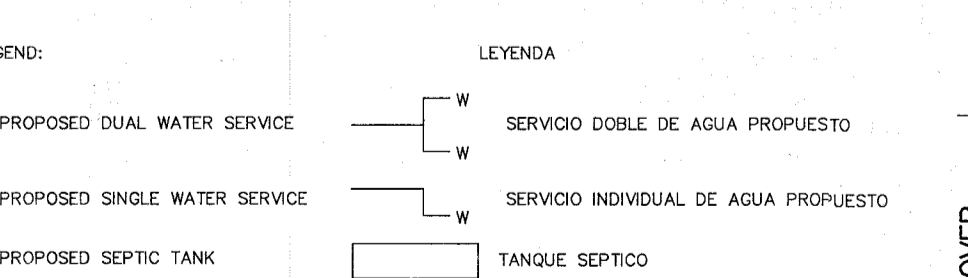 LEYENDA
PROPOSED DUAL WATER SERVICE W W SERVICIO DOBLE DE AGUA PROPUESTO
PROPOSED SINGLE WATER SERVICE W SERVICIO INDIVIDUAL DE AGUA PROPUESTO
PROPOSED SEPTIC TANK TANQUE SEPTICO